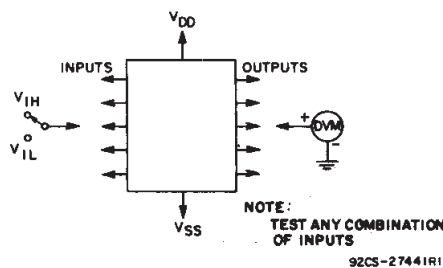 VDD
INPUTS
OUTPUTS
VIH
VIL
+
DVM
-
VSS
NOTE:
TEST ANY COMBINATION
OF INPUTS
92CS-27441R1